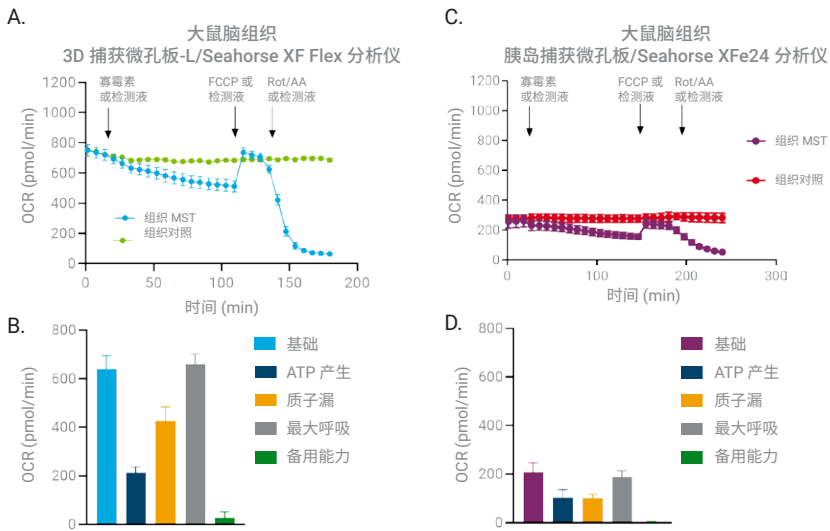 A.
大鼠脑组织
3D 捕获微孔板-L/Seahorse XF Flex 分析仪
寡霉素
或检测液
FCCP 或
检测液
Rot/AA
或检测液
1200
1000
800
600
400
200
0
OCR (pmol/min)
组织 MST
组织对照
0
50
100
150
200
时间 (min)
C.
大鼠脑组织
胰岛捕获微孔板/Seahorse XFe24 分析仪
寡霉素
或检测液
FCCP 或
检测液
Rot/AA
或检测液
1200
1000
800
600
400
200
0
OCR (pmol/min)
组织 MST
组织对照
0
100
200
300
时间 (min)
B.
800
600
400
200
0
OCR (pmol/min)
基础
ATP 产生
质子漏
最大呼吸
备用能力
D.
800
600
400
200
0
OCR (pmol/min)
基础
ATP 产生
质子漏
最大呼吸
备用能力